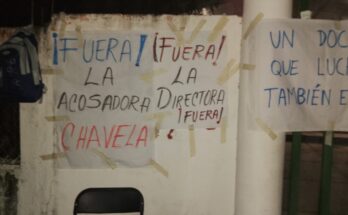 ¡FUERA!
LA
ACOSADORA
CHAVELA
¡FUERA!
LA
DIRECTORA
¡FUERA!
UN DOC
QUE LUC
TAMBIÉN E